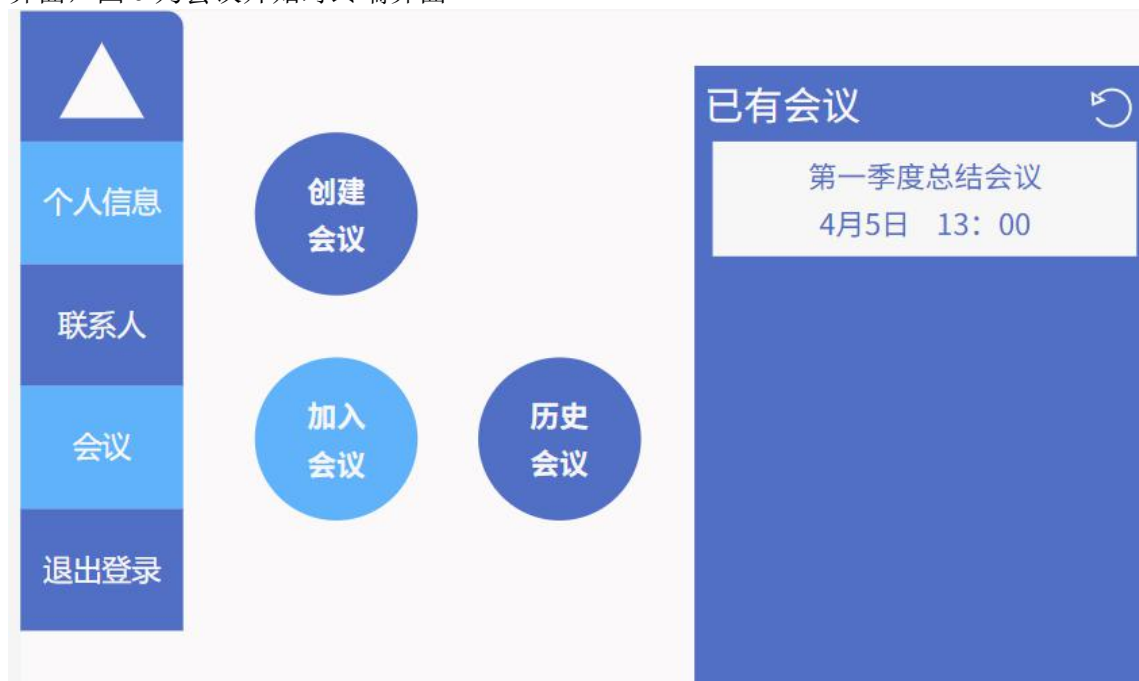 个人信息
联系人
会议
退出登录
创建
会议
加入
会议
历史
会议
已有会议
第一季度总结会议
4月5日 13：00